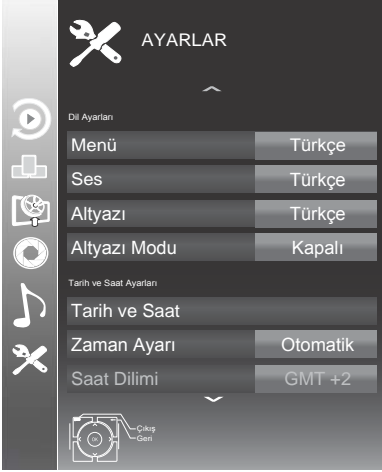 AYARLAR
Dil Ayarları
Menü Türkçe
Ses Türkçe
Altyazı Türkçe
Altyazı Modu Kapalı
Tarih ve Saat Ayarları
Tarih ve Saat
Zaman Ayarı Otomatik
Saat Dilimi GMT +2
Çıkış
OK Geri